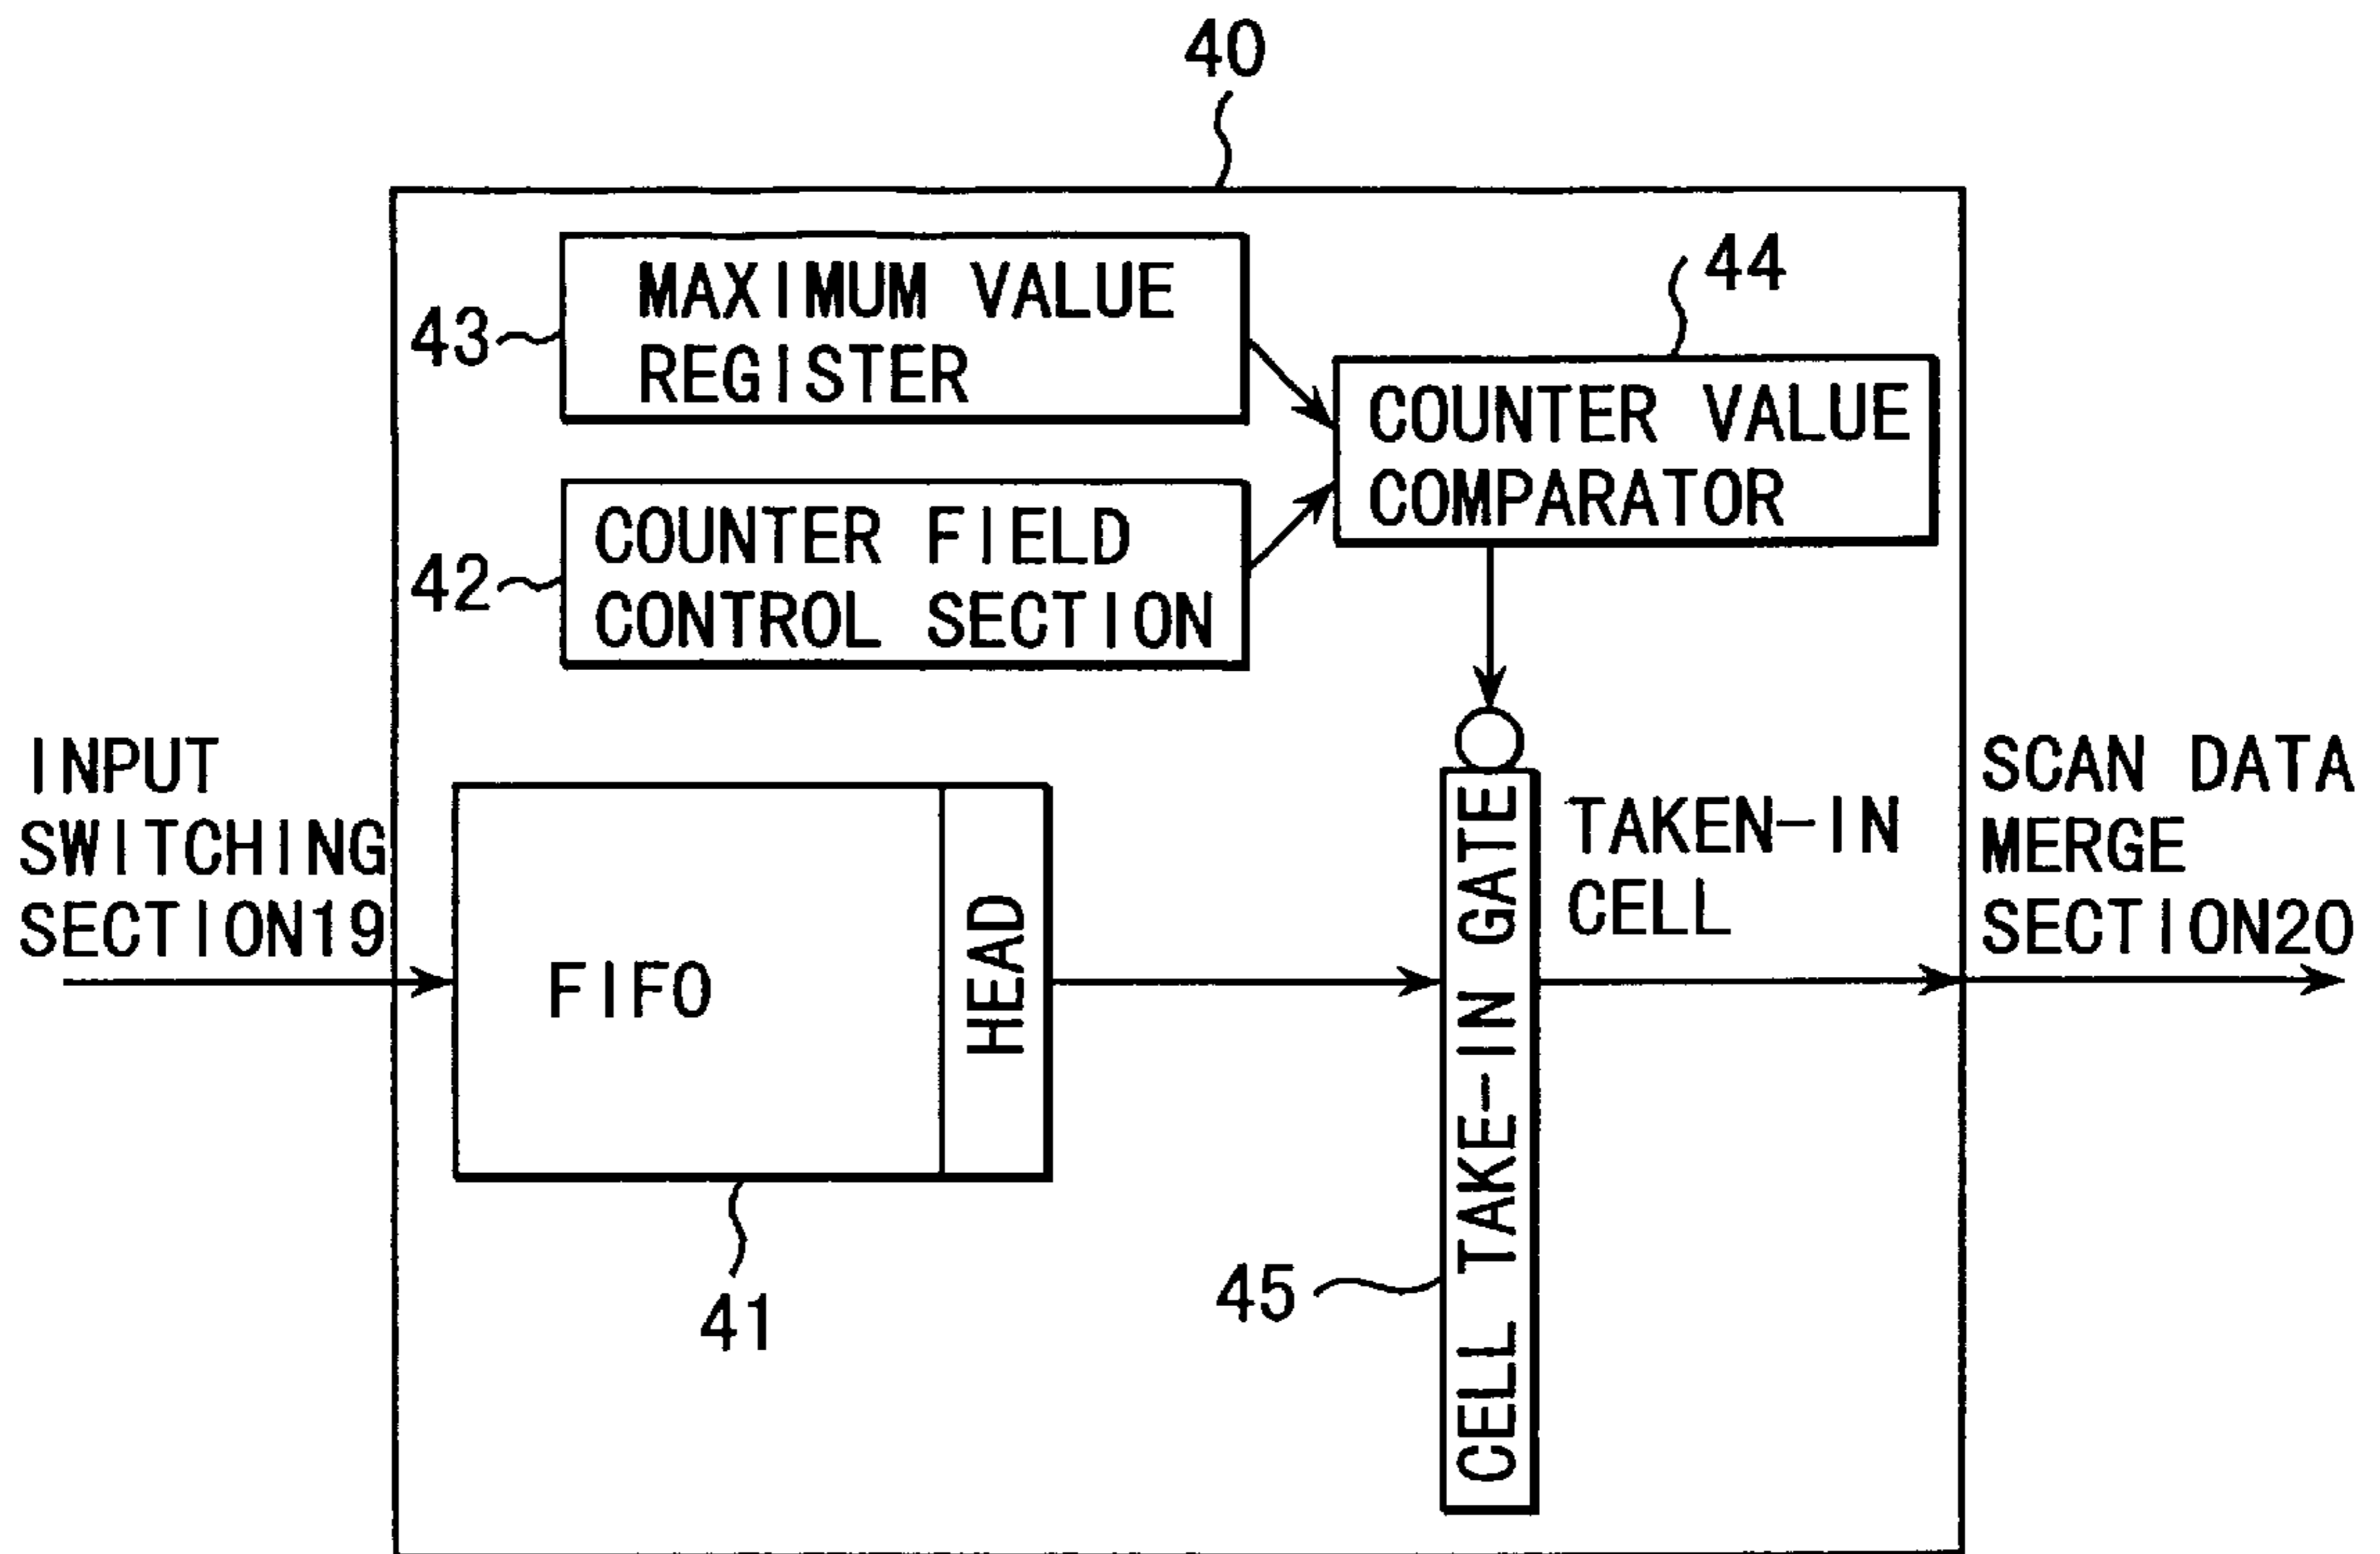 40
MAXIMUM VALUE
REGISTER
43
44
COUNTER VALUE
COMPARATOR
COUNTER FIELD
CONTROL SECTION
42
INPUT
SWITCHING
SECTION19
FIFO
HEAD
41
CELL TAKE-IN GATE
45
TAKEN-IN
CELL
SCAN DATA
MERGE
SECTION20